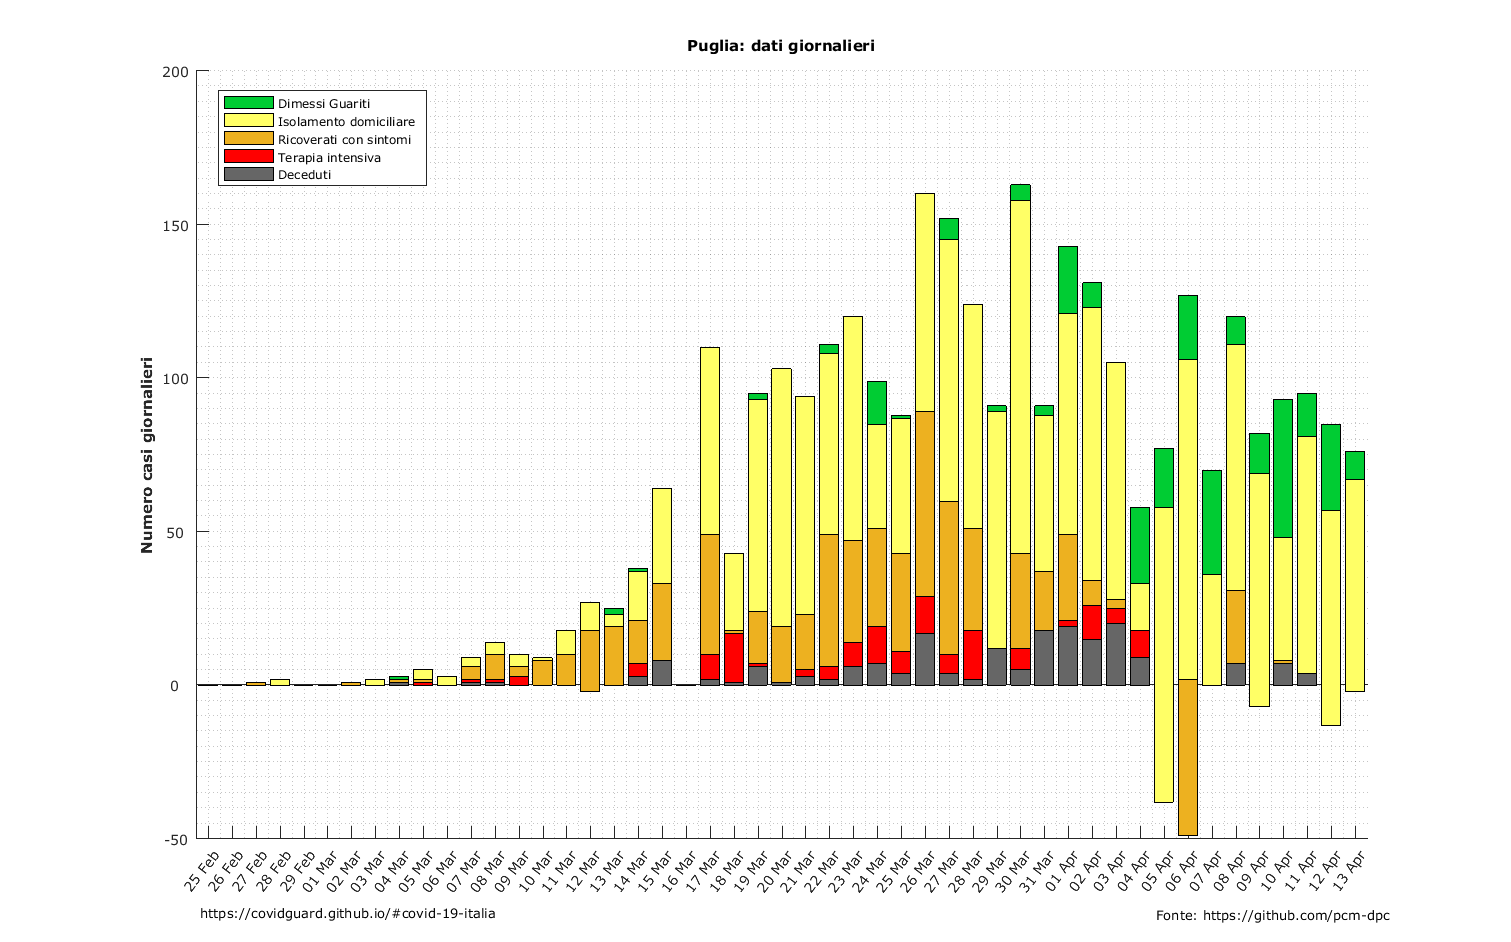 Puglia: dati giornalieri
200
150
100
50
0
-50
Numero casi giornalieri
Dimessi Guariti
Isolamento domiciliare
Ricoverati con sintomi
Terapia intensiva
Deceduti
25 Feb
26 Feb
27 Feb
28 Feb
29 Feb
01 Mar
02 Mar
03 Mar
04 Mar
05 Mar
06 Mar
07 Mar
08 Mar
09 Mar
10 Mar
11 Mar
12 Mar
13 Mar
14 Mar
15 Mar
16 Mar
17 Mar
18 Mar
19 Mar
20 Mar
21 Mar
22 Mar
23 Mar
24 Mar
25 Mar
26 Mar
27 Mar
28 Mar
29 Mar
30 Mar
31 Mar
01 Apr
02 Apr
03 Apr
04 Apr
05 Apr
06 Apr
07 Apr
08 Apr
09 Apr
10 Apr
11 Apr
12 Apr
13 Apr
https://covidguard.github.io/#covid-19-italia
Fonte: https://github.com/pcm-dpc